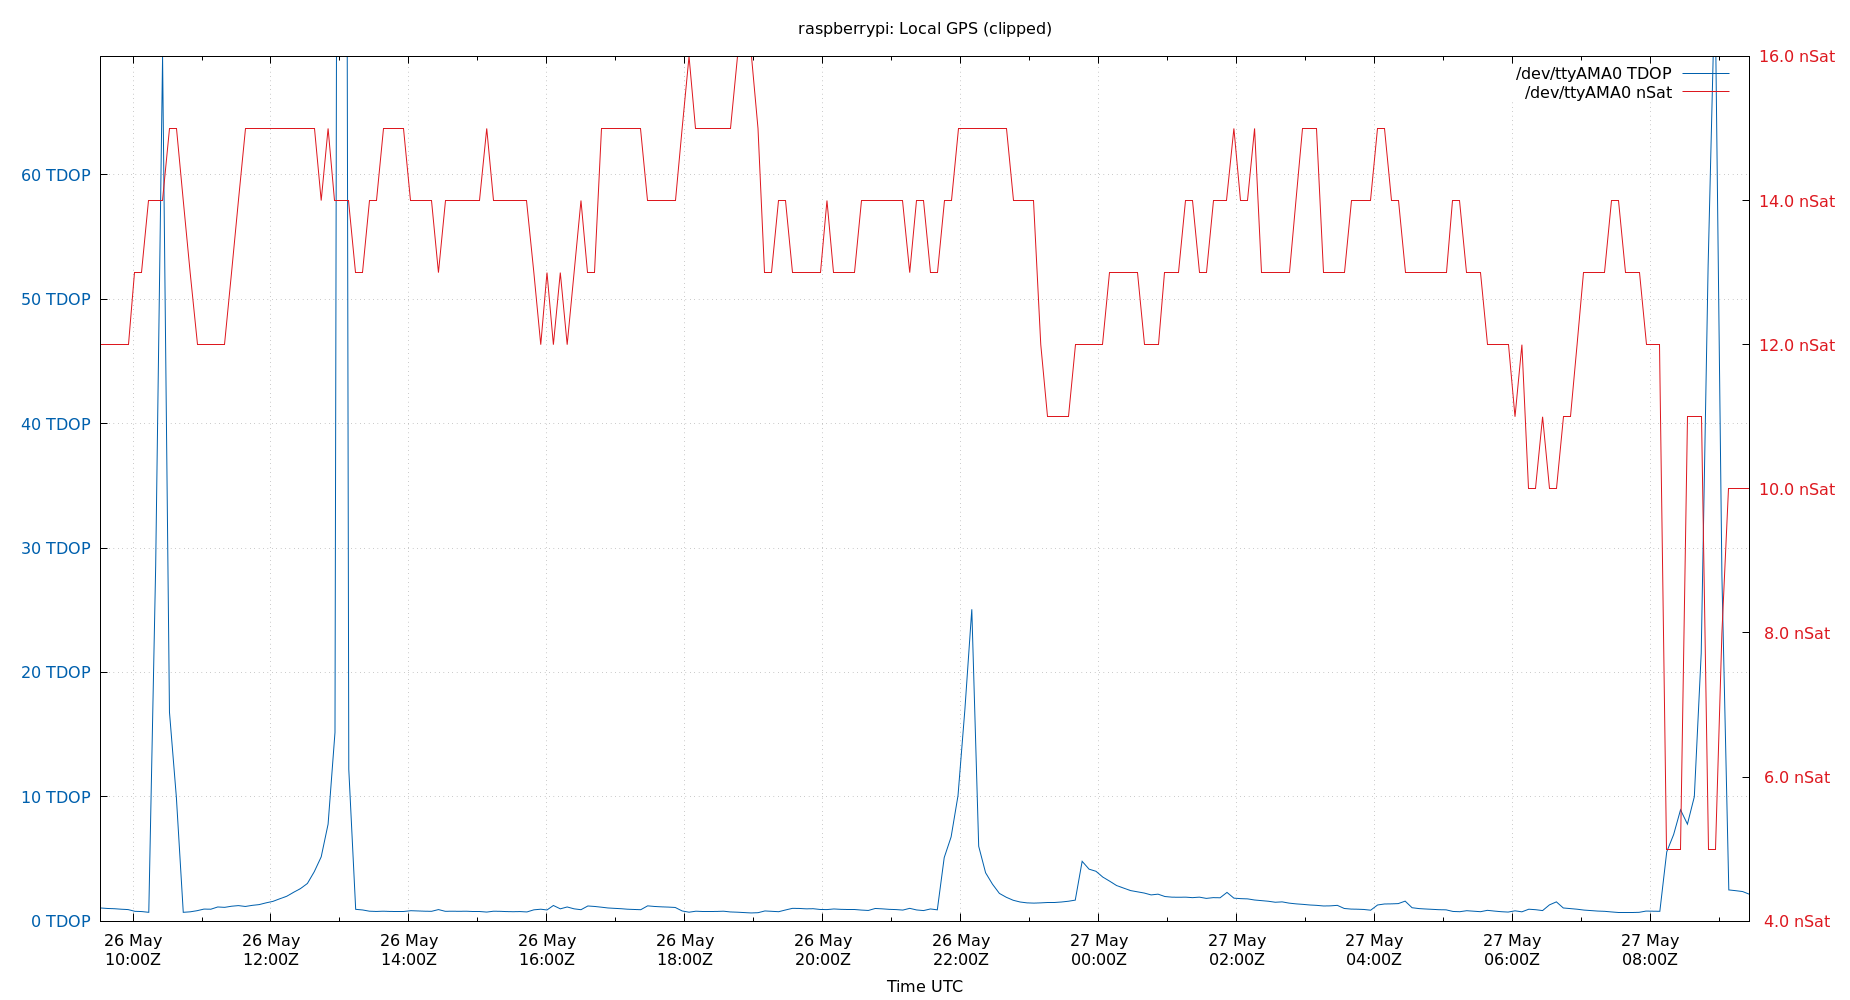 raspberrypi: Local GPS (clipped)
/dev/ttyAMA0 TDOP
/dev/ttyAMA0 nSat
60 TDOP
50 TDOP
40 TDOP
30 TDOP
20 TDOP
10 TDOP
0 TDOP
16.0 nSat
14.0 nSat
12.0 nSat
10.0 nSat
8.0 nSat
6.0 nSat
4.0 nSat
26 May
10:00Z
26 May
12:00Z
26 May
14:00Z
26 May
16:00Z
26 May
18:00Z
26 May
20:00Z
26 May
22:00Z
27 May
00:00Z
27 May
02:00Z
27 May
04:00Z
27 May
06:00Z
27 May
08:00Z
Time UTC